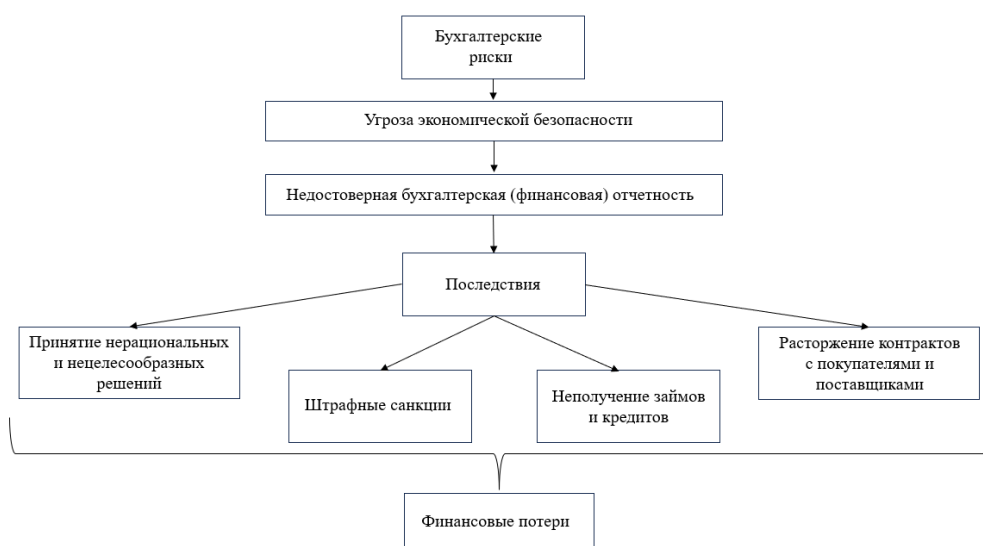 Бухгалтерские
риски
Угроза экономической безопасности
Недостоверная бухгалтерская (финансовая) отчетность
Последствия
Принятие нерациональных
и нецелесообразных
решений
Штрафные санкции
Неполучение займов
и кредитов
Расторжение контрактов
с покупателями и
поставщиками
Финансовые потери